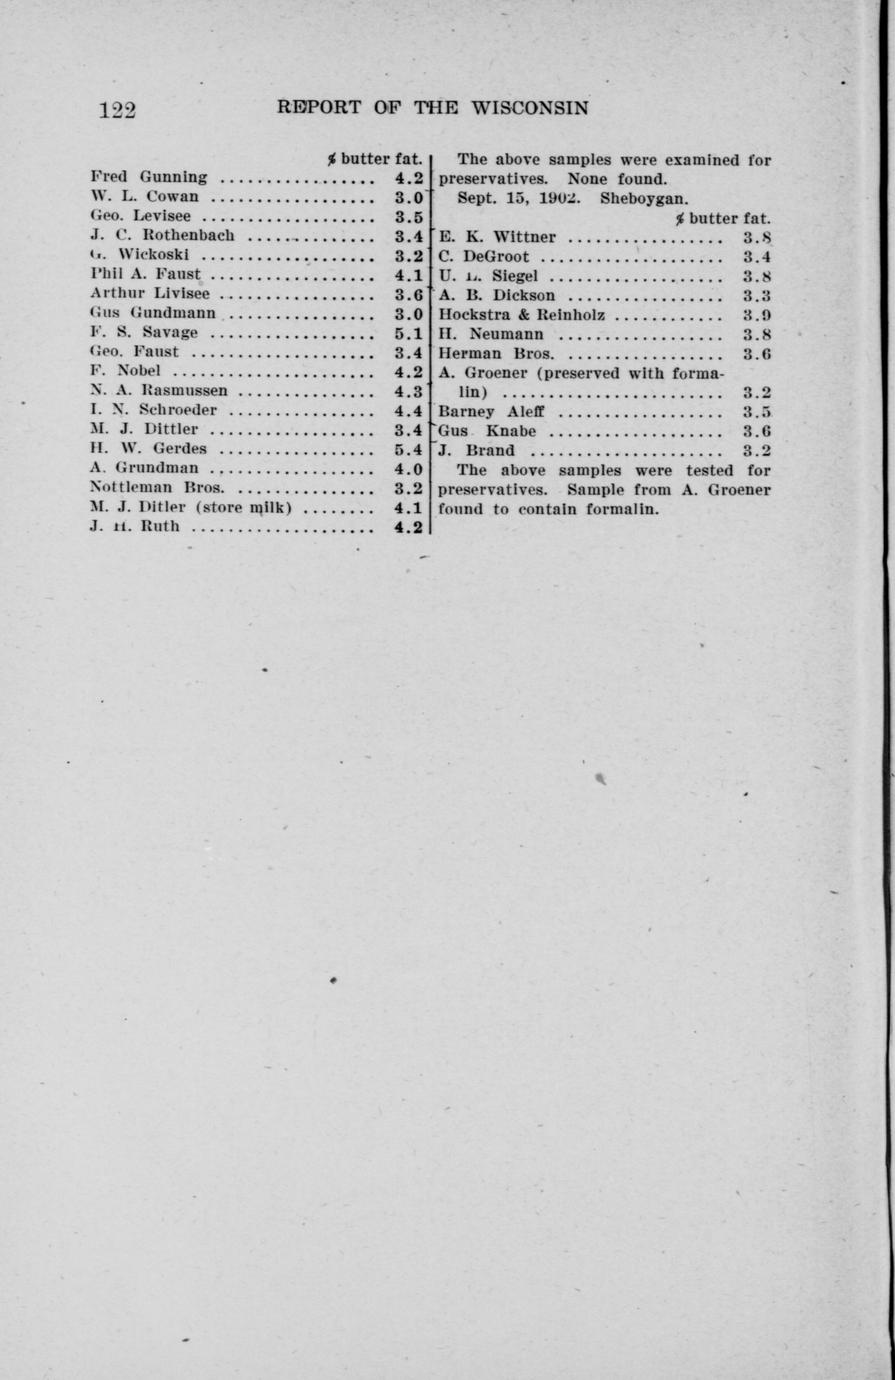 122
REPORT OF THE WISCONSIN
% butter fat.
Fred Gunning ................. 4.2
W. L. Cowan .................. 3.0
Geo. Levisee ................... 3.5
J. C. Rothenbach .............. 3.4
G. Wickoski ................... 3.2
Phil A. Faust .................. 4.1
Arthur Livisee ................. 3.6
Gus Gundmann ................ 3.0
F. S. Savage .................. 5.1
Geo. Faust .................... 3.4
F. Nobel ...................... 4.2
N. A. Rasmussen ............... 4.3
I. N. Schroeder ................ 4.4
M. J. Dittler .................. 3.4
H. W. Gerdes ................. 5.4
A. Grundman .................. 4.0
Nottleman Bros. ............... 3.2
M. J. Ditler (store milk) ........ 4.1
J. H. Ruth .................... 4.2
The above samples were examined for
preservatives. None found.
Sept. 15, 1902. Sheboygan.
% butter fat.
E. K. Wittner ................. 3.8
C. DeGroot .................... 3.4
U. L. Siegel ................... 3.8
A. B. Dickson ................. 3.3
Hockstra & Reinholz ............ 3.9
H. Neumann .................. 3.8
Herman Bros. ................. 3.6
A. Groener (preserved with forma-
lin) ........................ 3.2
Barney Aleff .................. 3.5
Gus Knabe ................... 3.6
J. Brand ..................... 3.2
The above samples were tested for
preservatives. Sample from A. Groener
found to contain formalin.